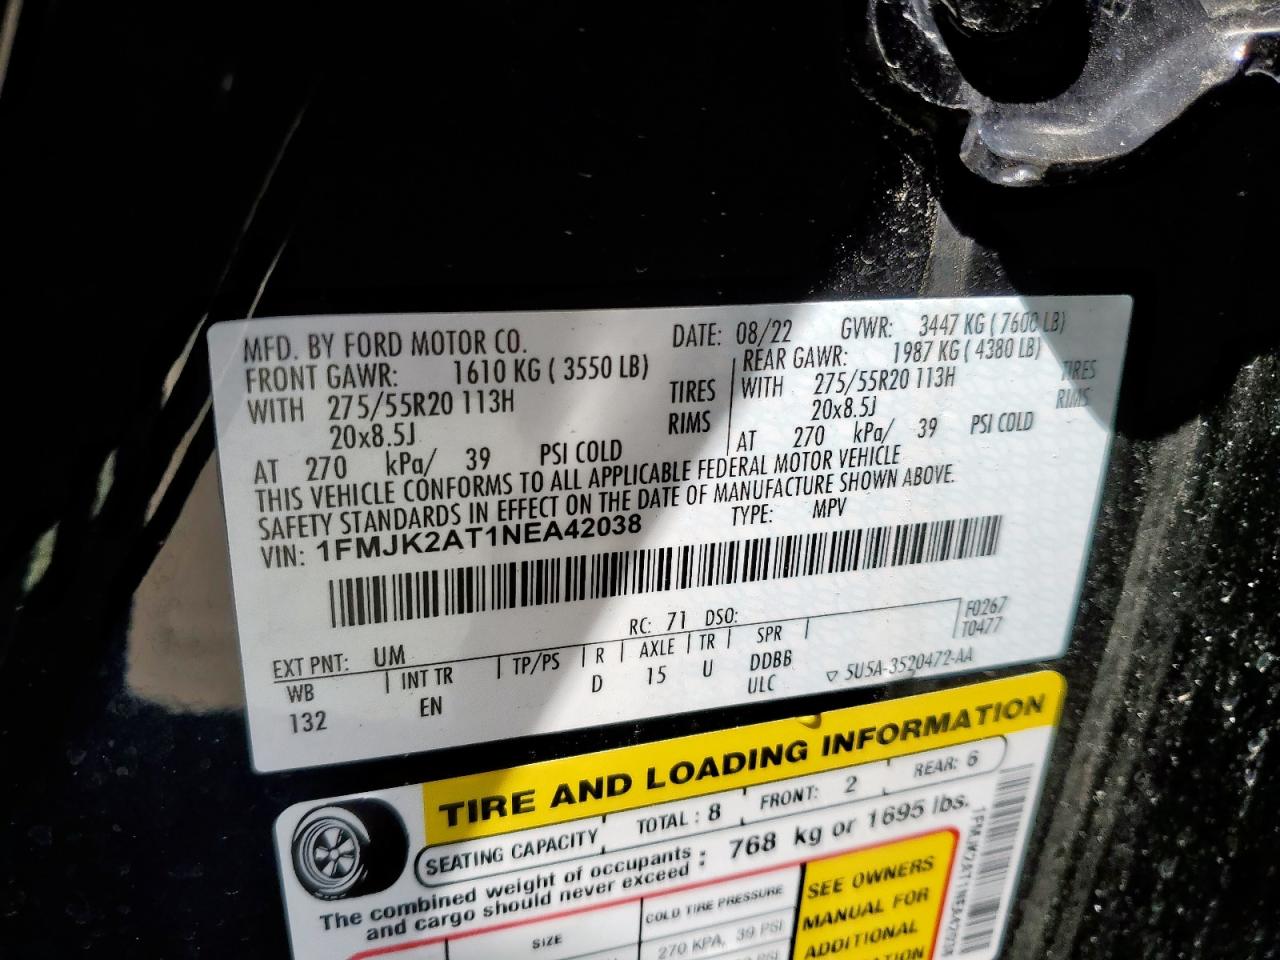 MFD. BY FORD MOTOR CO. DATE: 08/22 GVWR: 3447 KG ( 7600 LB)
FRONT GAWR: 1610 KG ( 3550 LB) REAR GAWR: 1987 KG ( 4380 LB)
WITH 275/55R20 113H TIRES WITH 275/55R20 113H TIRES
20x8.5J RIMS 20x8.5J RIMS
AT 270 kPa/ 39 PSI COLD AT 270 kPa/ 39 PSI COLD
THIS VEHICLE CONFORMS TO ALL APPLICABLE FEDERAL MOTOR VEHICLE
SAFETY STANDARDS IN EFFECT ON THE DATE OF MANUFACTURE SHOWN ABOVE.
VIN: 1FMJK2AT1NEA42038 TYPE: MPV
F0267
T0477
RC: 71 DSO:
EXT PNT: UM
WB INT TR TP/PS R AXLE TR SPR
132 EN D 15 U DDBB
ULC
▽ 5U5A-3520472-AA
TIRE AND LOADING INFORMATION
SEATING CAPACITY TOTAL : 8 FRONT: 2 REAR: 6
The combined weight of occupants and cargo should never exceed : 768 kg or 1695 lbs.
SIZE COLD TIRE PRESSURE
270 KPA, 39 PSI
SEE OWNERS
MANUAL FOR
ADDITIONAL
1FMJK2AT1NEA42038